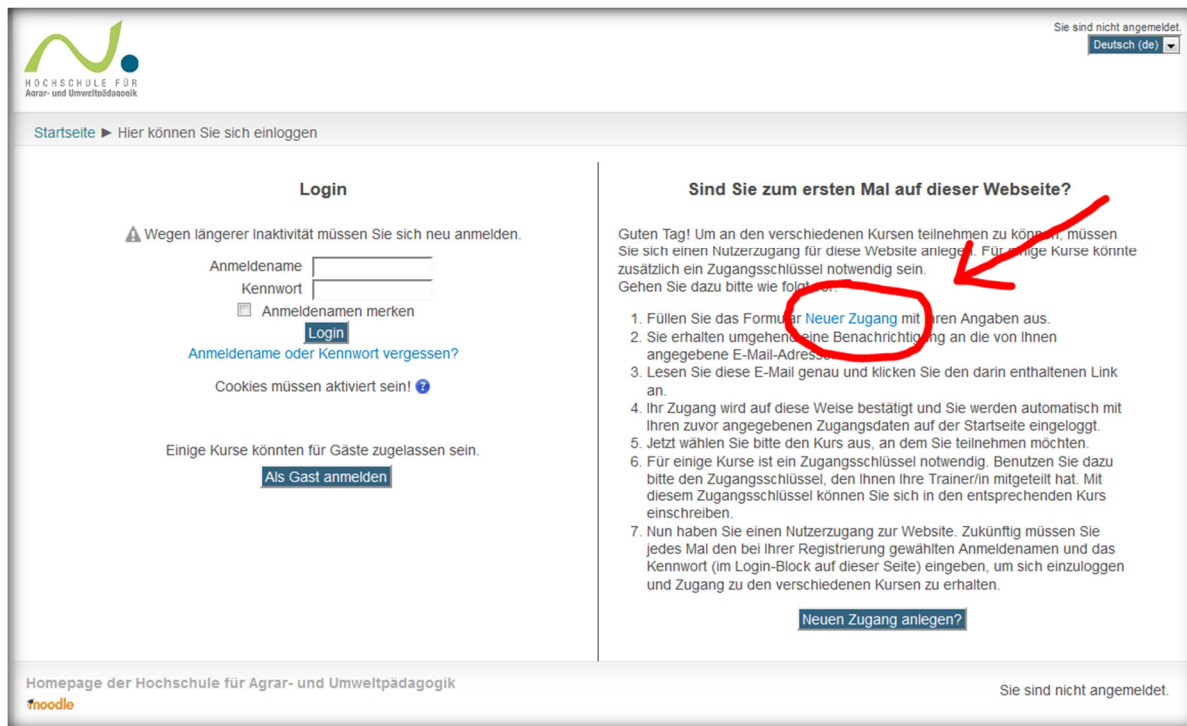 Sie sind nicht angemeldet.
Deutsch (de)
HOCHSCHULE FÜR
Agrar- und Umweltpädagogik
Startseite ► Hier können Sie sich einloggen
Login
Wegen längerer Inaktivität müssen Sie sich neu anmelden.
Anmeldename
Kennwort
Anmeldenamen merken
Login
Anmeldename oder Kennwort vergessen?
Cookies müssen aktiviert sein!
Einige Kurse könnten für Gäste zugelassen sein.
Als Gast anmelden
Sind Sie zum ersten Mal auf dieser Webseite?
Guten Tag! Um an den verschiedenen Kursen teilnehmen zu können, müssen
Sie sich einen Nutzerzugang für diese Website anlegen. Für einige Kurse könnte
zusätzlich ein Zugangsschlüssel notwendig sein.
Gehen Sie dazu bitte wie folgt vor:
1. Füllen Sie das Formular Neuer Zugang mit Ihren Angaben aus.
2. Sie erhalten umgehend eine Benachrichtigung an die von Ihnen
angegebene E-Mail-Adresse.
3. Lesen Sie diese E-Mail genau und klicken Sie den darin enthaltenen Link
an.
4. Ihr Zugang wird auf diese Weise bestätigt und Sie werden automatisch mit
Ihren zuvor angegebenen Zugangsdaten auf der Startseite eingeloggt.
5. Jetzt wählen Sie bitte den Kurs aus, an dem Sie teilnehmen möchten.
6. Für einige Kurse ist ein Zugangsschlüssel notwendig. Benutzen Sie dazu
bitte den Zugangsschlüssel, den Ihnen Ihre Trainer/in mitgeteilt hat. Mit
diesem Zugangsschlüssel können Sie sich in den entsprechenden Kurs
einschreiben.
7. Nun haben Sie einen Nutzerzugang zur Website. Zukünftig müssen Sie
jedes Mal den bei Ihrer Registrierung gewählten Anmeldenamen und das
Kennwort (im Login-Block auf dieser Seite) eingeben, um sich einzuloggen
und Zugang zu den verschiedenen Kursen zu erhalten.
Neuen Zugang anlegen?
Homepage der Hochschule für Agrar- und Umweltpädagogik
moodle
Sie sind nicht angemeldet.